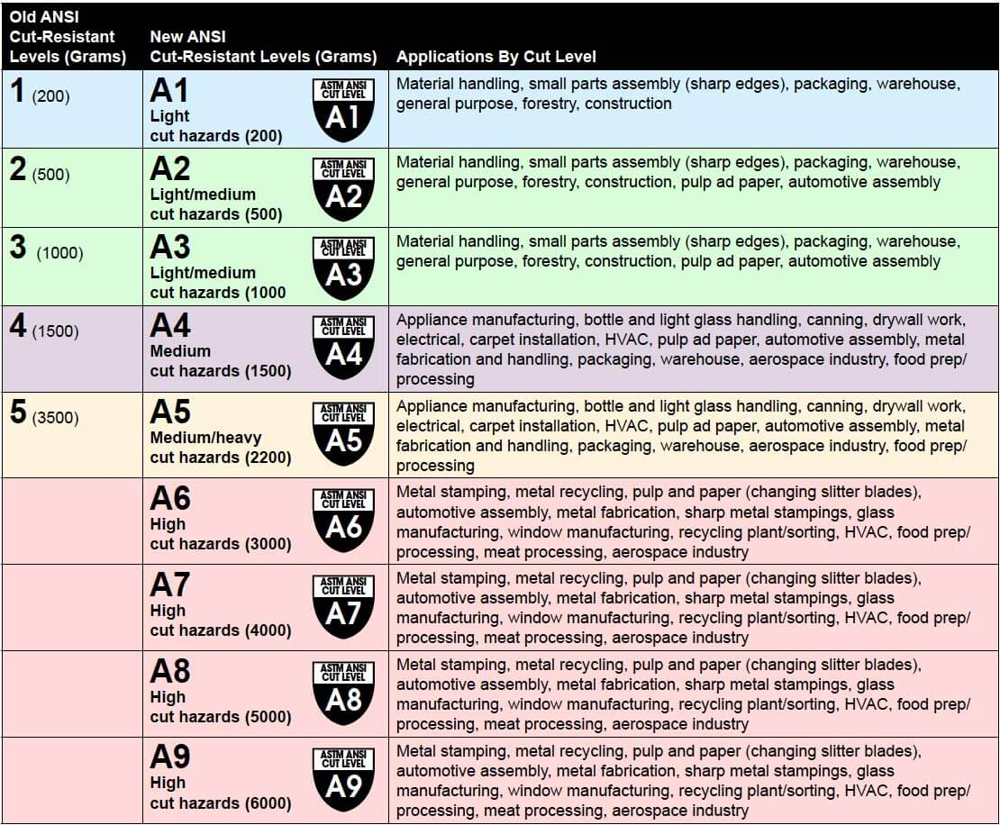 Old ANSI
Cut-Resistant
Levels (Grams)
New ANSI
Cut-Resistant Levels (Grams)
Applications By Cut Level
1 (200)
A1
Light
cut hazards (200)
ASTM ANSI
CUT LEVEL
A1
Material handling, small parts assembly (sharp edges), packaging, warehouse,
general purpose, forestry, construction
2 (500)
A2
Light/medium
cut hazards (500)
ASTM ANSI
CUT LEVEL
A2
Material handling, small parts assembly (sharp edges), packaging, warehouse,
general purpose, forestry, construction, pulp ad paper, automotive assembly
3 (1000)
A3
Light/medium
cut hazards (1000
ASTM ANSI
CUT LEVEL
A3
Material handling, small parts assembly (sharp edges), packaging, warehouse,
general purpose, forestry, construction, pulp ad paper, automotive assembly
4 (1500)
A4
Medium
cut hazards (1500)
ASTM ANSI
CUT LEVEL
A4
Appliance manufacturing, bottle and light glass handling, canning, drywall work,
electrical, carpet installation, HVAC, pulp ad paper, automotive assembly, metal
fabrication and handling, packaging, warehouse, aerospace industry, food prep/
processing
5 (3500)
A5
Medium/heavy
cut hazards (2200)
ASTM ANSI
CUT LEVEL
A5
Appliance manufacturing, bottle and light glass handling, canning, drywall work,
electrical, carpet installation, HVAC, pulp ad paper, automotive assembly, metal
fabrication and handling, packaging, warehouse, aerospace industry, food prep/
processing
A6
High
cut hazards (3000)
ASTM ANSI
CUT LEVEL
A6
Metal stamping, metal recycling, pulp and paper (changing slitter blades),
automotive assembly, metal fabrication, sharp metal stampings, glass
manufacturing, window manufacturing, recycling plant/sorting, HVAC, food prep/
processing, meat processing, aerospace industry
A7
High
cut hazards (4000)
ASTM ANSI
CUT LEVEL
A7
Metal stamping, metal recycling, pulp and paper (changing slitter blades),
automotive assembly, metal fabrication, sharp metal stampings, glass
manufacturing, window manufacturing, recycling plant/sorting, HVAC, food prep/
processing, meat processing, aerospace industry
A8
High
cut hazards (5000)
ASTM ANSI
CUT LEVEL
A8
Metal stamping, metal recycling, pulp and paper (changing slitter blades),
automotive assembly, metal fabrication, sharp metal stampings, glass
manufacturing, window manufacturing, recycling plant/sorting, HVAC, food prep/
processing, meat processing, aerospace industry
A9
High
cut hazards (6000)
ASTM ANSI
CUT LEVEL
A9
Metal stamping, metal recycling, pulp and paper (changing slitter blades),
automotive assembly, metal fabrication, sharp metal stampings, glass
manufacturing, window manufacturing, recycling plant/sorting, HVAC, food prep/
processing, meat processing, aerospace industry